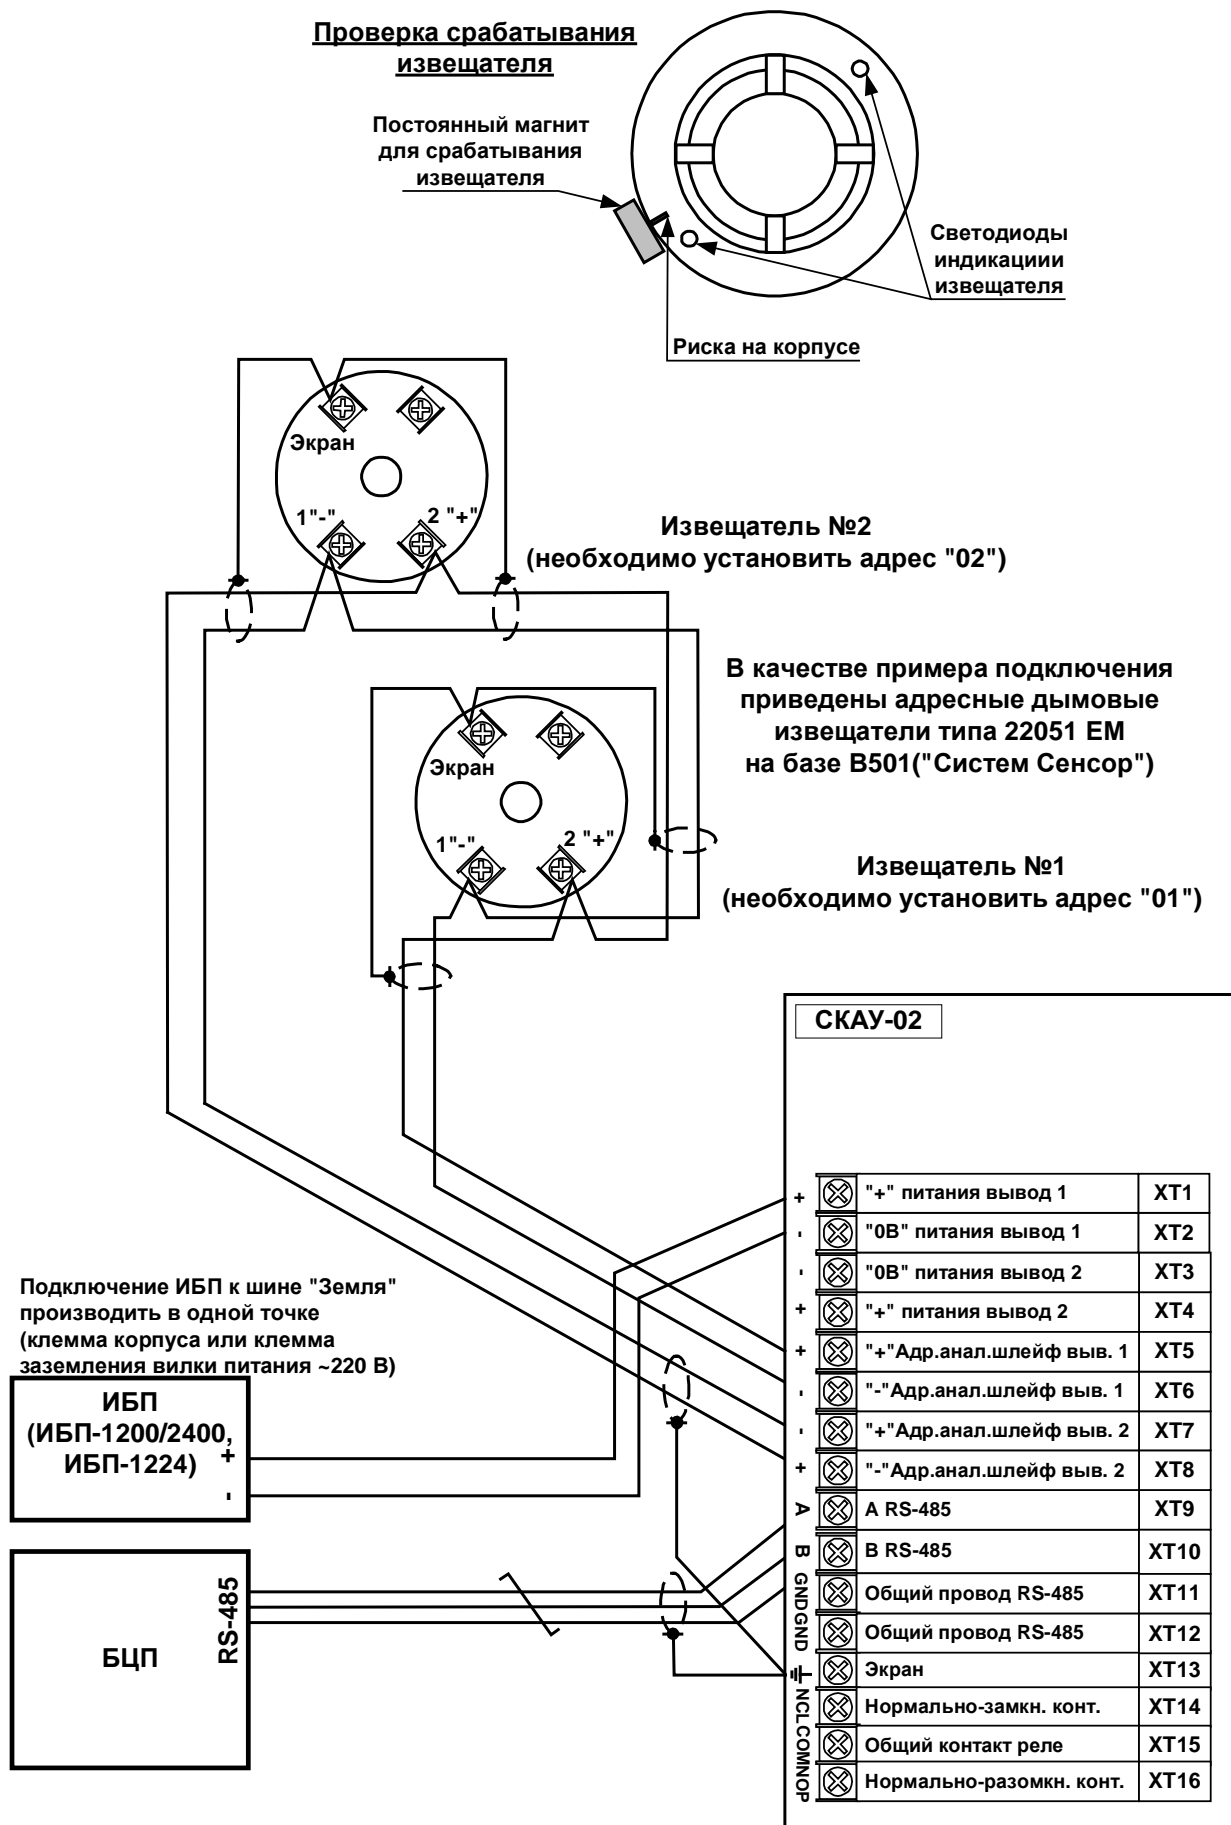 Проверка срабатывания
извещателя
Постоянный магнит
для срабатывания
извещателя
Светодиоды
индикациии
извещателя
Риска на корпусе
Экран
1"-"
2 "+"
Извещатель №2
(необходимо установить адрес "02")
В качестве примера подключения
приведены адресные дымовые
извещатели типа 22051 ЕМ
на базе В501("Систем Сенсор")
Экран
1"-"
2 "+"
Извещатель №1
(необходимо установить адрес "01")
СКАУ-02
+ "+" питания вывод 1 XT1
- "0В" питания вывод 1 XT2
- "0В" питания вывод 2 XT3
+ "+" питания вывод 2 XT4
+ "+"Адр.анал.шлейф выв. 1 XT5
- "-"Адр.анал.шлейф выв. 1 XT6
- "+"Адр.анал.шлейф выв. 2 XT7
+ "-"Адр.анал.шлейф выв. 2 XT8
A A RS-485 XT9
B B RS-485 XT10
GND Общий провод RS-485 XT11
GND Общий провод RS-485 XT12
Экран XT13
NCL Нормально-замкн. конт. XT14
COM Общий контакт реле XT15
NOP Нормально-разомкн. конт. XT16
Подключение ИБП к шине "Земля"
производить в одной точке
(клемма корпуса или клемма
заземления вилки питания ~220 В)
ИБП
(ИБП-1200/2400,
ИБП-1224)
+
-
БЦП
RS-485